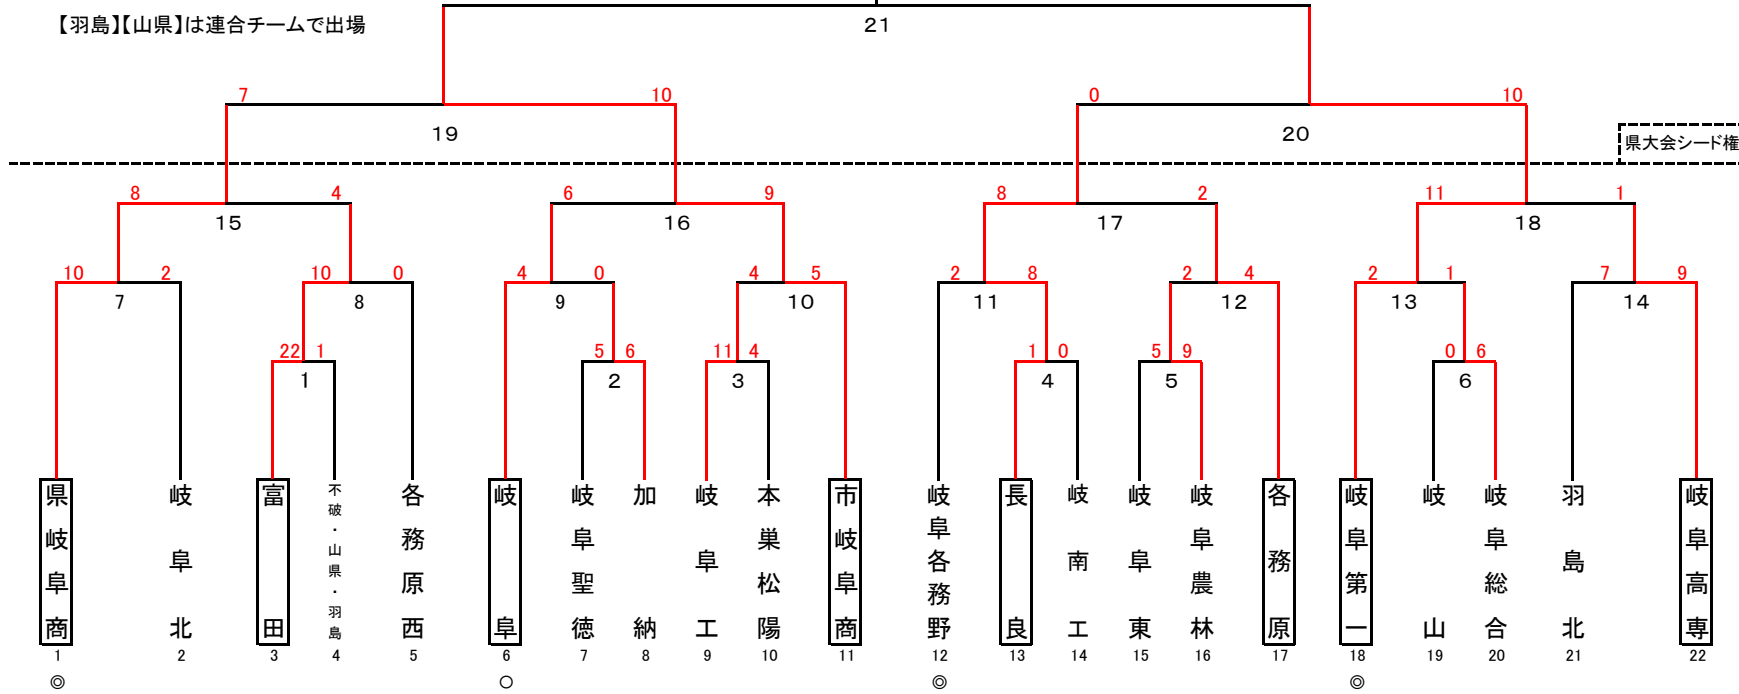 【羽島】【山県】は連合チームで出場
21
7 10 0 10
19 20
県大会シード権
8 4 6 9 8 2 11 1
15 16 17 18
10 2 10 0 4 0 4 5 2 8 2 4 2 1 7 9
7 8 9 10 11 12 13 14
22 1 5 6 11 4 1 0 5 9 0 6
1 2 3 4 5 6
県岐阜商
岐阜北
富田
不破・山県・羽島
各務原西
岐阜
岐阜聖徳
加納
岐阜工
本巣松陽
市岐阜商
岐阜各務野
長良
岐南工
岐阜東
岐阜農林
各務原
岐阜第一
岐山
岐阜総合
羽島北
岐阜高専
1 2 3 4 5 6 7 8 9 10 11 12 13 14 15 16 17 18 19 20 21 22
◎ ○ ◎ ◎